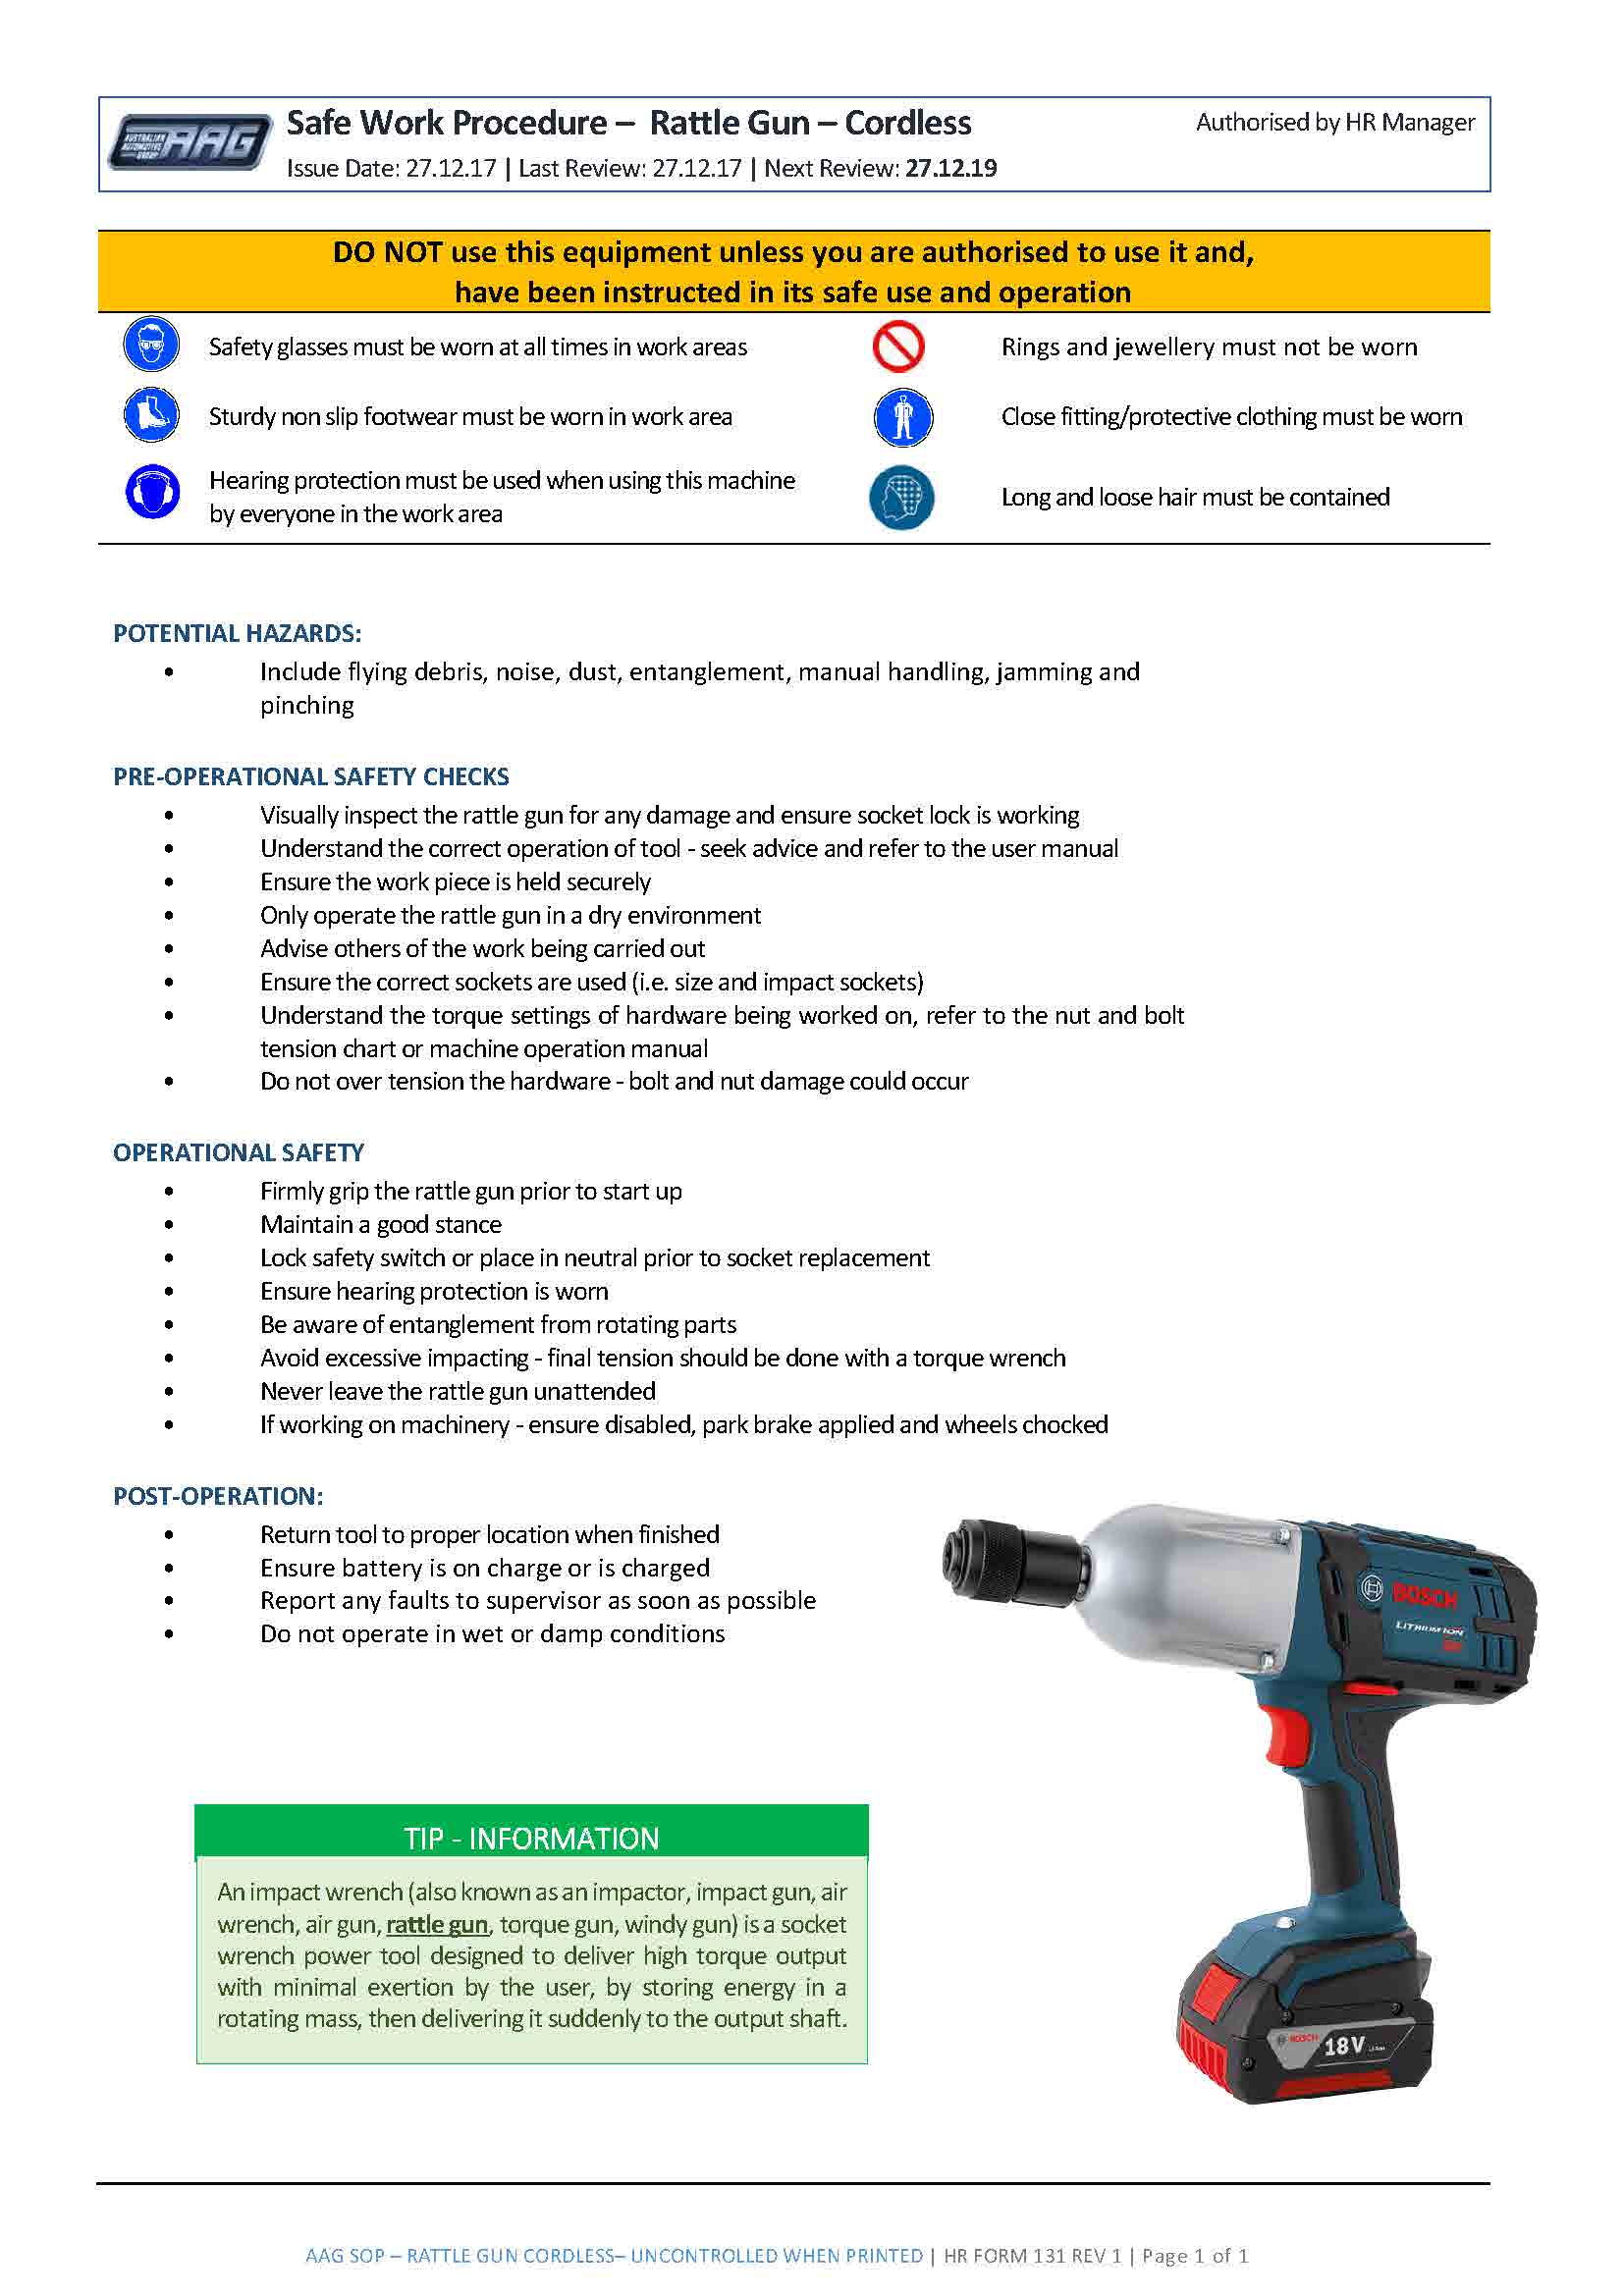 AUSTRALIAN
AUTOMOTIVE
GROUP
AAG
Safe Work Procedure – Rattle Gun – Cordless
Authorised by HR Manager
Issue Date: 27.12.17 | Last Review: 27.12.17 | Next Review: 27.12.19
DO NOT use this equipment unless you are authorised to use it and,
have been instructed in its safe use and operation
Safety glasses must be worn at all times in work areas
Rings and jewellery must not be worn
Sturdy non slip footwear must be worn in work area
Close fitting/protective clothing must be worn
Hearing protection must be used when using this machine
by everyone in the work area
Long and loose hair must be contained
POTENTIAL HAZARDS:
• Include flying debris, noise, dust, entanglement, manual handling, jamming and
pinching
PRE-OPERATIONAL SAFETY CHECKS
• Visually inspect the rattle gun for any damage and ensure socket lock is working
• Understand the correct operation of tool - seek advice and refer to the user manual
• Ensure the work piece is held securely
• Only operate the rattle gun in a dry environment
• Advise others of the work being carried out
• Ensure the correct sockets are used (i.e. size and impact sockets)
• Understand the torque settings of hardware being worked on, refer to the nut and bolt
tension chart or machine operation manual
• Do not over tension the hardware - bolt and nut damage could occur
OPERATIONAL SAFETY
• Firmly grip the rattle gun prior to start up
• Maintain a good stance
• Lock safety switch or place in neutral prior to socket replacement
• Ensure hearing protection is worn
• Be aware of entanglement from rotating parts
• Avoid excessive impacting - final tension should be done with a torque wrench
• Never leave the rattle gun unattended
• If working on machinery - ensure disabled, park brake applied and wheels chocked
POST-OPERATION:
• Return tool to proper location when finished
• Ensure battery is on charge or is charged
• Report any faults to supervisor as soon as possible
• Do not operate in wet or damp conditions
BOSCH
LITHIUM ION
BOSCH
18V
TIP - INFORMATION
An impact wrench (also known as an impactor, impact gun, air
wrench, air gun, rattle gun, torque gun, windy gun) is a socket
wrench power tool designed to deliver high torque output
with minimal exertion by the user, by storing energy in a
rotating mass, then delivering it suddenly to the output shaft.
AAG SOP – RATTLE GUN CORDLESS– UNCONTROLLED WHEN PRINTED | HR FORM 131 REV 1 | Page 1 of 1